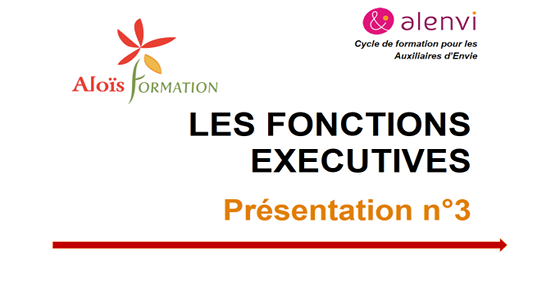 & alenvi
Cycle de formation pour les
Auxiliaires d'Envie
Aloïs FORMATION
LES FONCTIONS
EXECUTIVES
Présentation n°3